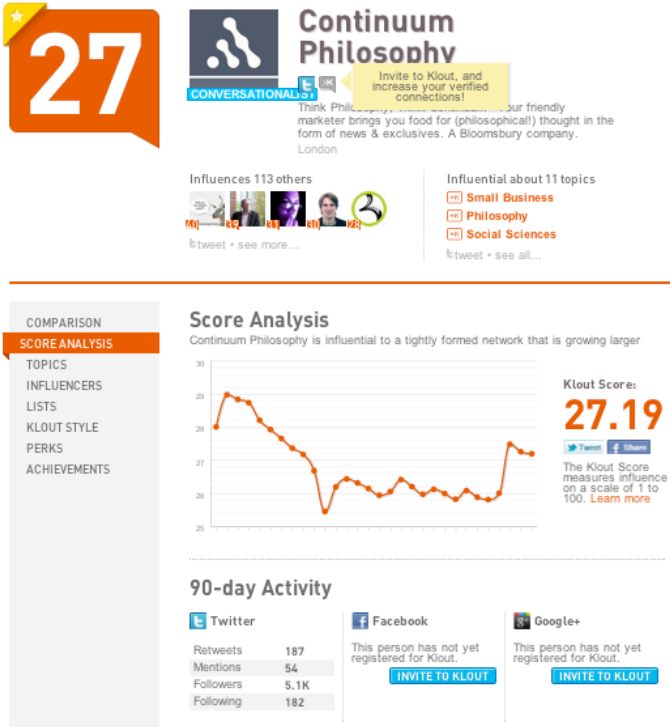 27
Continuum
Philosophy
CONVERSATIONALIST
+K
Invite to Klout, and
increase your verified
connections!
Think
friendly
marketer brings you food for (philosophical!) thought in the
form of news & exclusives. A Bloomsbury company.
London
Influences 113 others
40 39 31 30 28
tweet • see more...
Influential about 11 topics
+K Small Business
+K Philosophy
+K Social Sciences
tweet • see all...
COMPARISON
SCORE ANALYSIS
TOPICS
INFLUENCERS
LISTS
KLOUT STYLE
PERKS
ACHIEVEMENTS
Score Analysis
Continuum Philosophy is influential to a tightly formed network that is growing larger
30
29
28
27
26
25
Klout Score:
27.19
Tweet Share
The Klout Score
measures influence
on a scale of 1 to
100. Learn more
90-day Activity
Twitter
Retweets 187
Mentions 54
Followers 5.1K
Following 182
Facebook
This person has not yet
registered for Klout.
INVITE TO KLOUT
Google+
This person has not yet
registered for Klout.
INVITE TO KLOUT